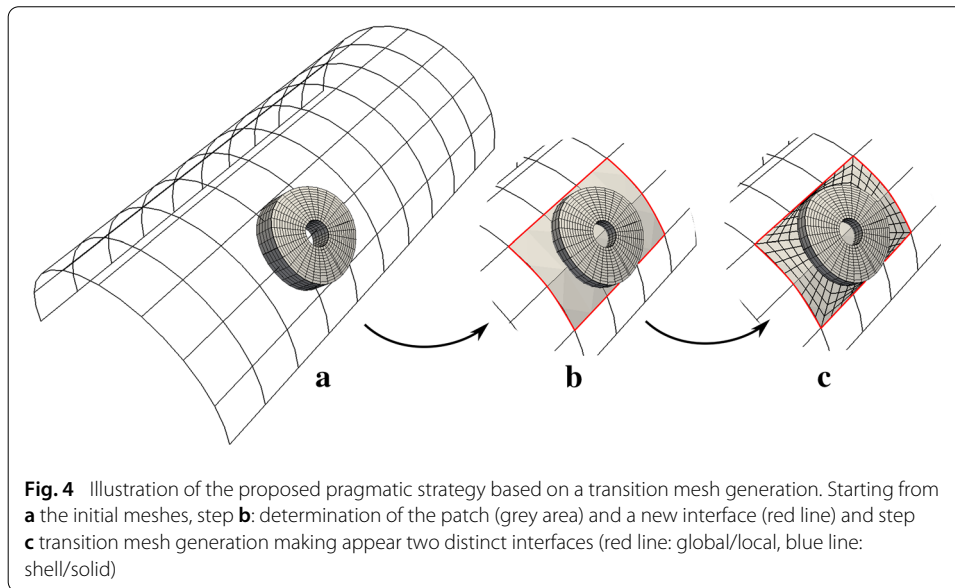 a
b
c
Fig. 4 Illustration of the proposed pragmatic strategy based on a transition mesh generation. Starting from
a the initial meshes, step b: determination of the patch (grey area) and a new interface (red line) and step
c transition mesh generation making appear two distinct interfaces (red line: global/local, blue line:
shell/solid)